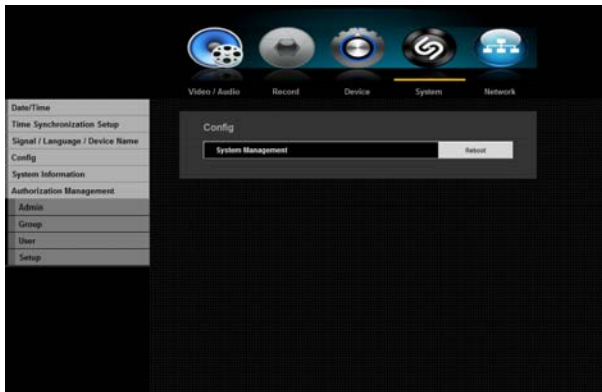 Video / Audio
Record
Device
System
Network
Date/Time
Time Synchronization Setup
Signal / Language / Device Name
Config
System Information
Authorization Management
Admin
Group
User
Setup
Config
System Management
Reboot